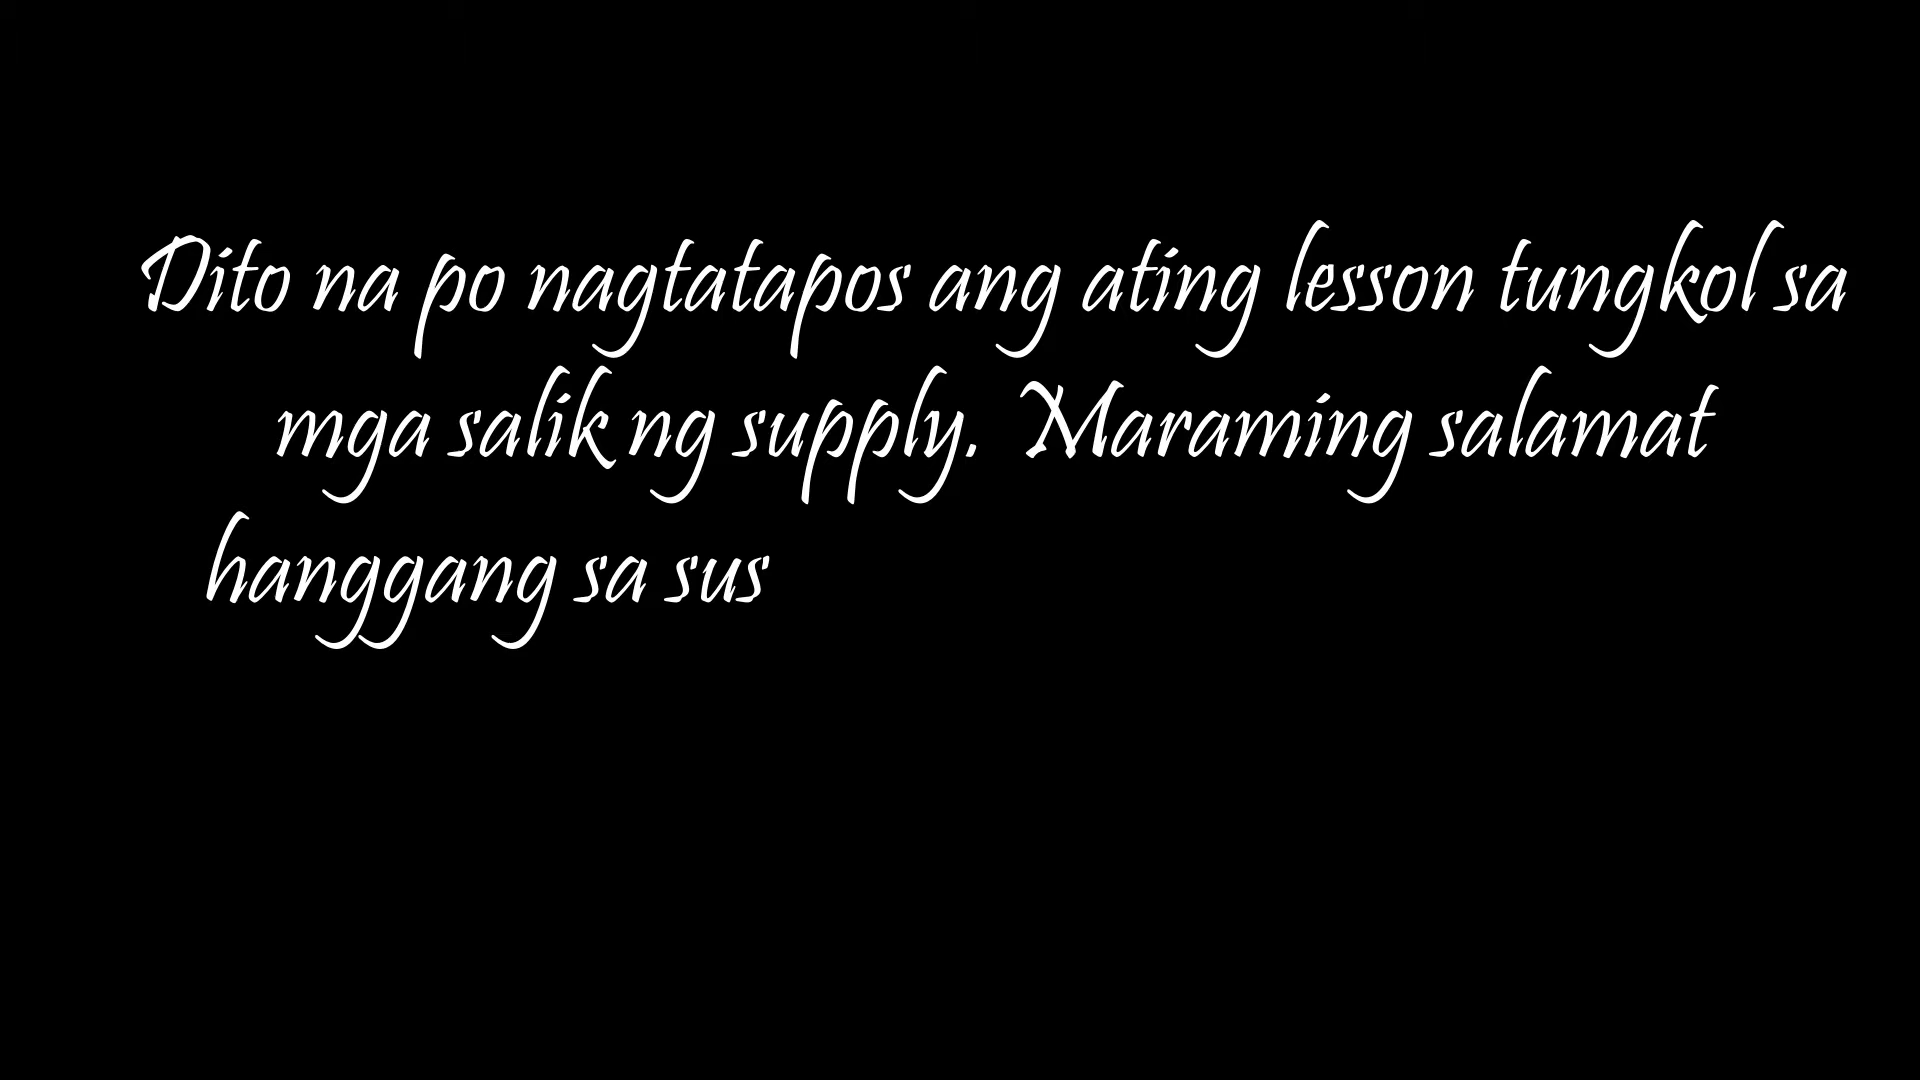 Dito na po nagtatapos ang ating lesson tungkol sa
mga salik ng supply. Maraming salamat
hanggang sa sus